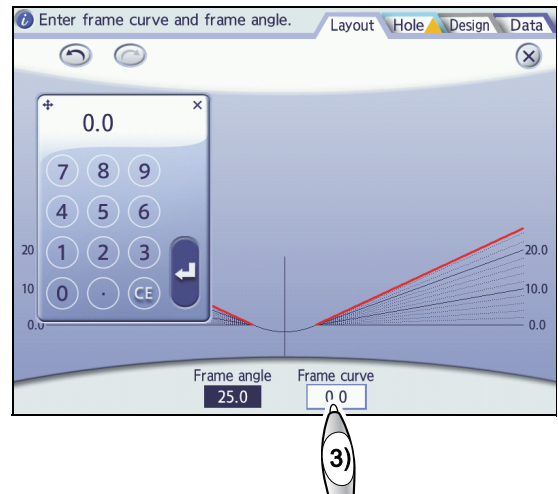 i Enter frame curve and frame angle.
Layout Hole Design Data
0.0
7 8 9
4 5 6
1 2 3
0 · CE
20 20.0
10 10.0
0.0 0.0
Frame angle Frame curve
25.0 0.0
3)